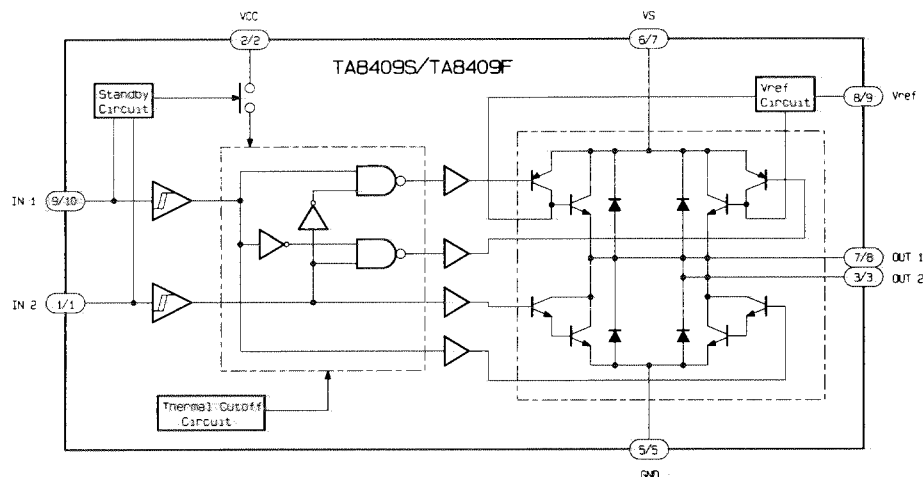 VCC
VS
2/2
6/7
TA8409S/TA8409F
Standby
Circuit
Vref
Circuit
8/9
Vref
IN 1
9/10
7/8
OUT 1
3/3
OUT 2
IN 2
1/1
Thermal Cutoff
Circuit
5/5
GND